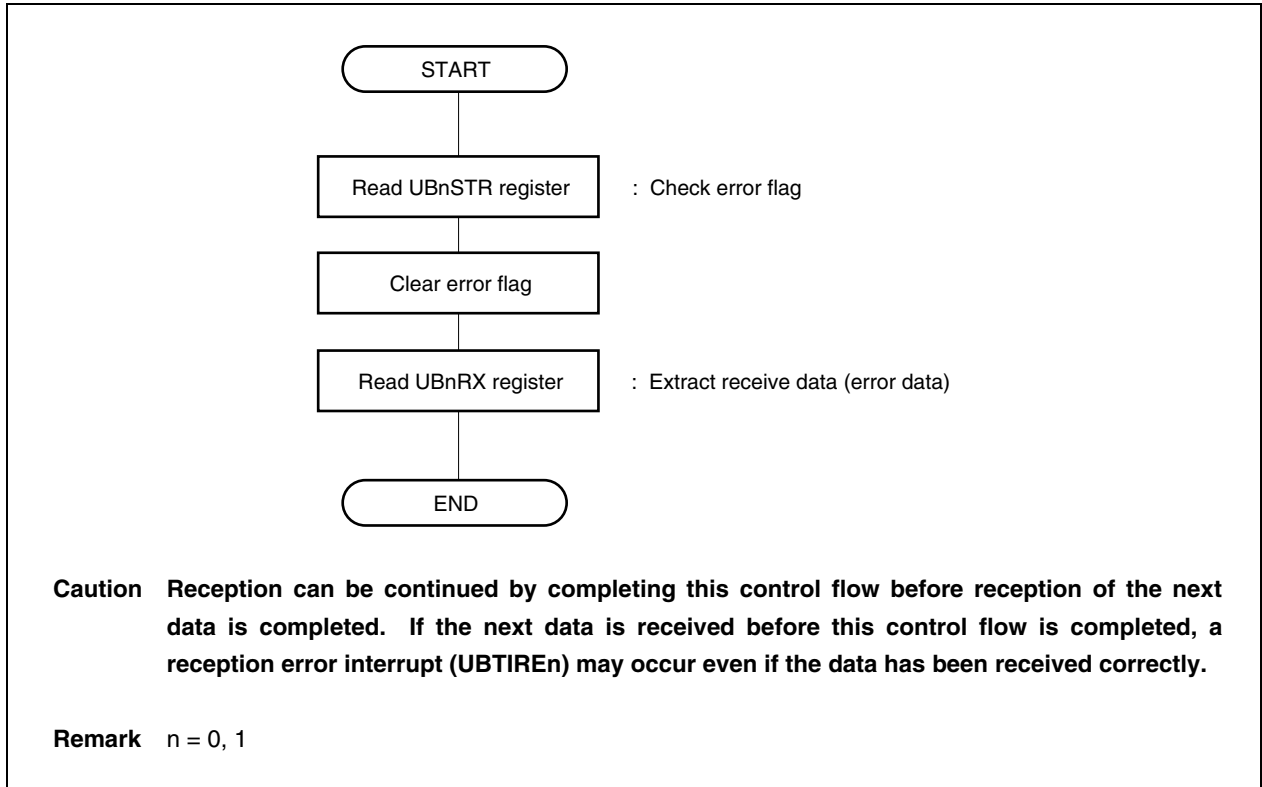 START
Read UBnSTR register : Check error flag
Clear error flag
Read UBnRX register : Extract receive data (error data)
END
Caution Reception can be continued by completing this control flow before reception of the next
data is completed. If the next data is received before this control flow is completed, a
reception error interrupt (UBTIREn) may occur even if the data has been received correctly.
Remark n = 0, 1